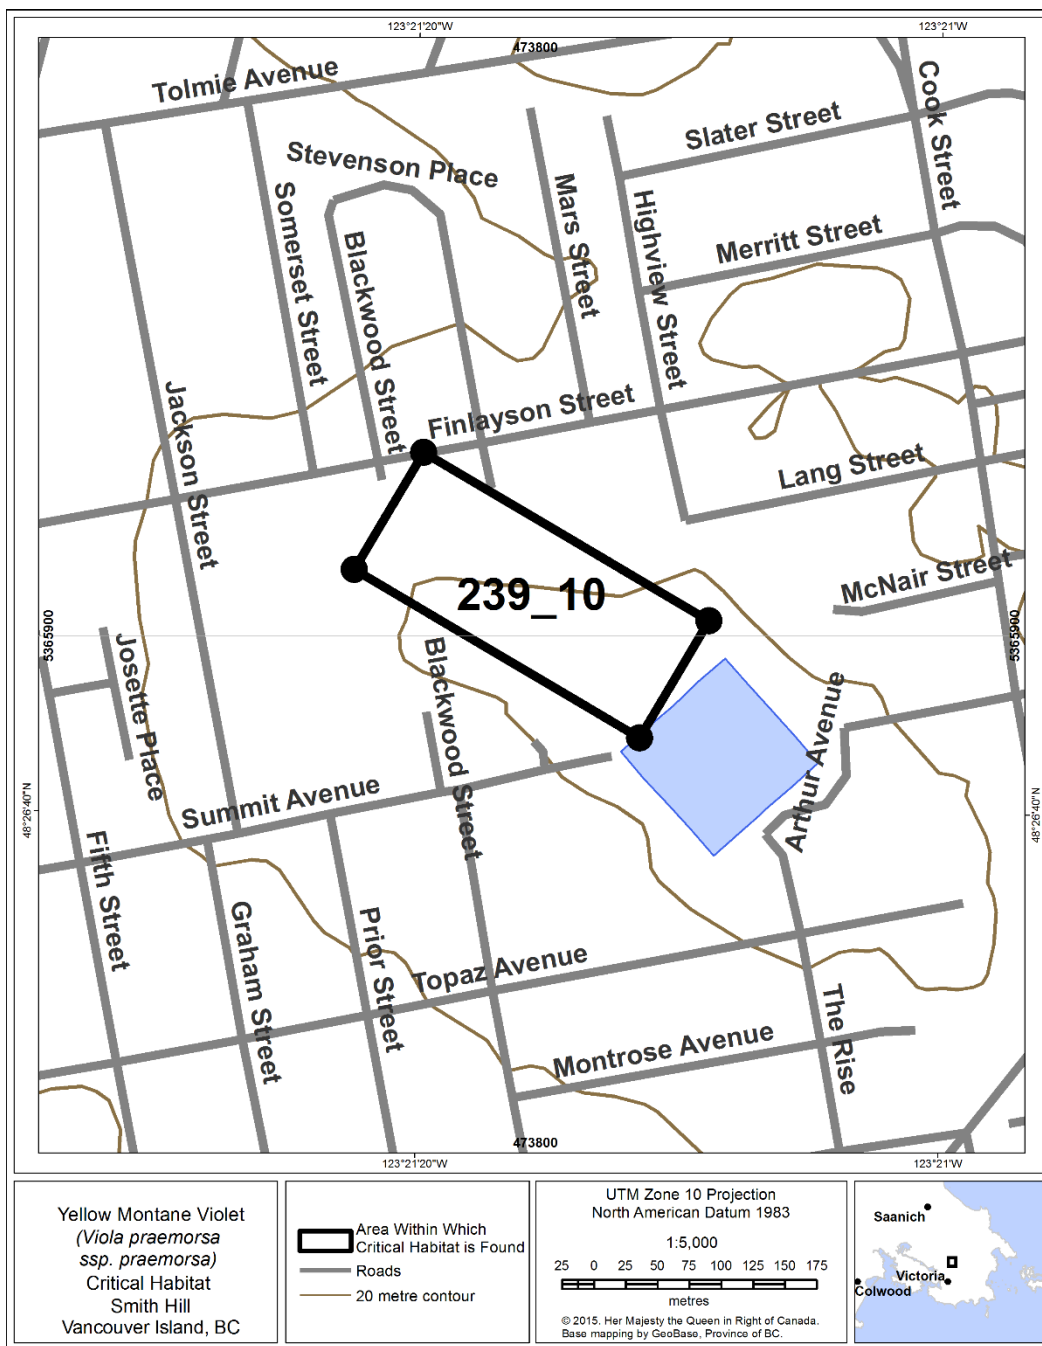 123°21'20"W
123°21'W
473800
Tolmie Avenue
Cook Street
Slater Street
Stevenson Place
Somerset Street
Mars Street
Highview Street
Merritt Street
Blackwood Street
Jackson Street
Finlayson Street
Lang Street
239_10
McNair Street
5365900
5365900
Josette Place
Blackwood Street
Arthur Avenue
Summit Avenue
48°26'40"N
48°26'40"N
Fifth Street
Graham Street
Prior Street
Topaz Avenue
The Rise
Montrose Avenue
473800
123°21'20"W
123°21'W
Yellow Montane Violet
(Viola praemorsa
ssp. praemorsa)
Critical Habitat
Smith Hill
Vancouver Island, BC
Area Within Which
Critical Habitat is Found
Roads
20 metre contour
UTM Zone 10 Projection
North American Datum 1983
1:5,000
25 0 25 50 75 100 125 150 175
metres
© 2015. Her Majesty the Queen in Right of Canada.
Base mapping by GeoBase, Province of BC.
Saanich
Victoria
Colwood